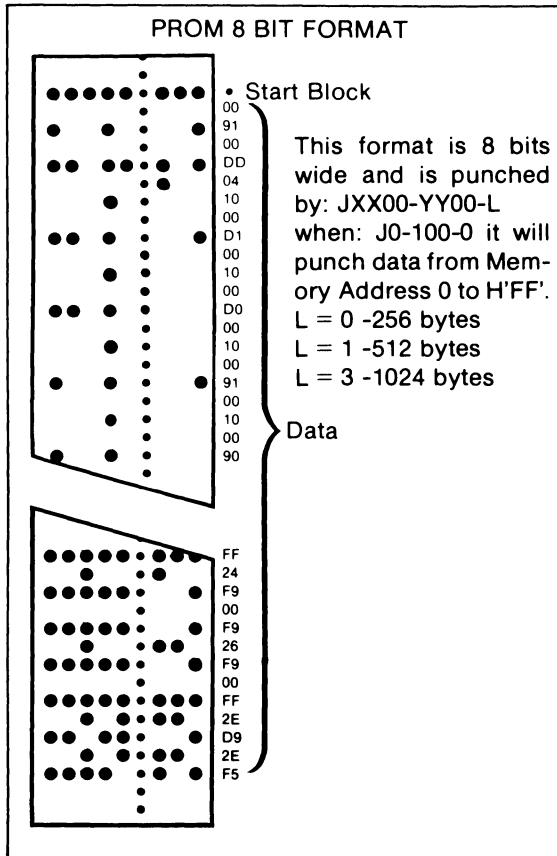 PROM 8 BIT FORMAT
• Start Block
00
91
00
DD
04
10
00
D1
00
10
00
D0
00
10
00
91
00
10
00
90
This format is 8 bits
wide and is punched
by: JXX00-YY00-L
when: J0-100-0 it will
punch data from Mem-
ory Address 0 to H'FF'.
L = 0 -256 bytes
L = 1 -512 bytes
L = 3 -1024 bytes
Data
FF
24
F9
00
F9
26
F9
00
FF
2E
D9
2E
F5